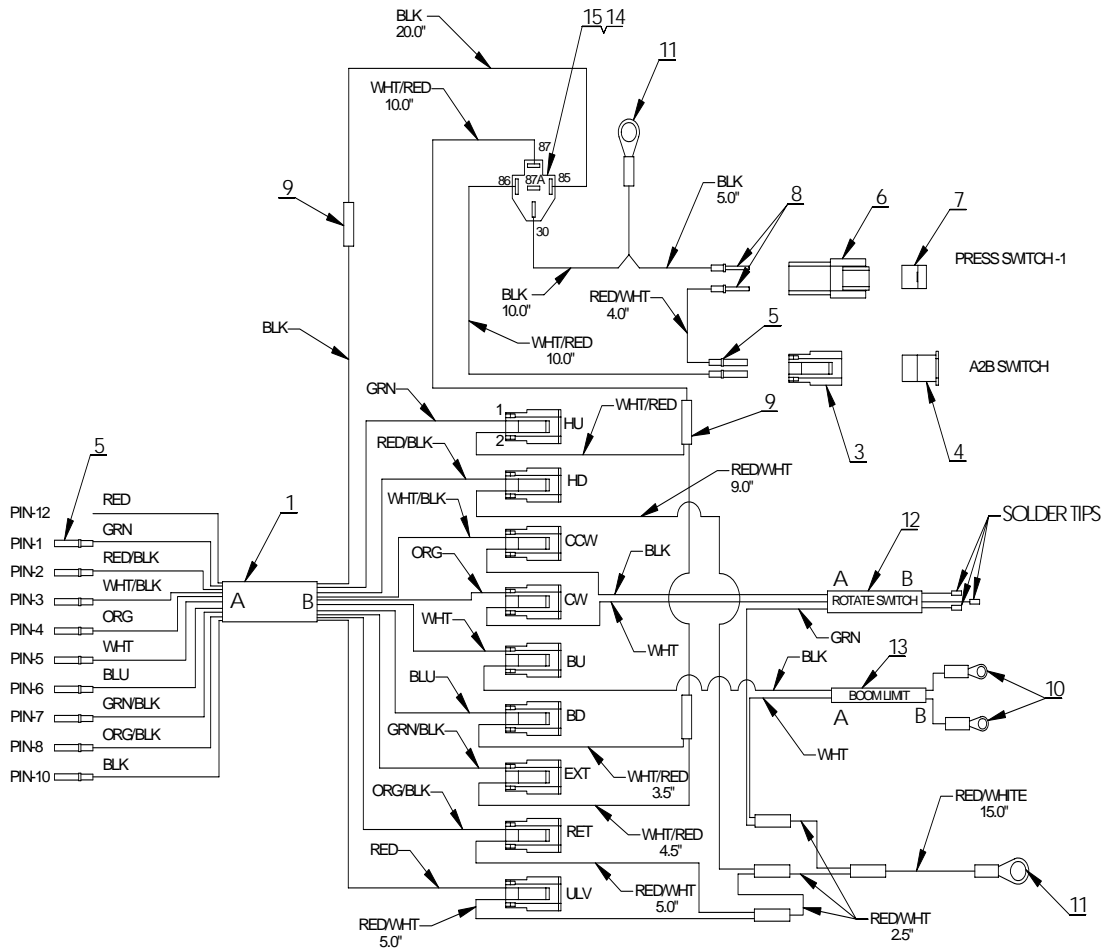 BLK
20.0"
15 14
11
WHT/RED
10.0"
87
86
87A
85
30
9
BLK
5.0"
8
6
7
PRESS SWITCH -1
BLK
10.0"
RED/WHT
4.0"
WHT/RED
10.0"
5
A2B SWITCH
3
4
BLK
GRN
1
2
HU
WHT/RED
9
RED/BLK
HD
RED/WHT
9.0"
WHT/BLK
CCW
ORG
CW
BLK
WHT
12
A
B
ROTATE SWITCH
SOLDER TIPS
GRN
5
1
PIN-12
RED
PIN-1
GRN
PIN-2
RED/BLK
PIN-3
WHT/BLK
PIN-4
ORG
PIN-5
WHT
PIN-6
BLU
PIN-7
GRN/BLK
PIN-8
ORG/BLK
PIN-10
BLK
A
B
WHT
BU
BLK
13
BOOM LIMIT
A
B
10
WHT
BLU
BD
WHT/RED
3.5"
GRN/BLK
EXT
WHT/RED
4.5"
ORG/BLK
RET
RED/WHT
5.0"
RED
ULV
RED/WHT
5.0"
RED/WHITE
15.0"
RED/WHT
2.5"
11